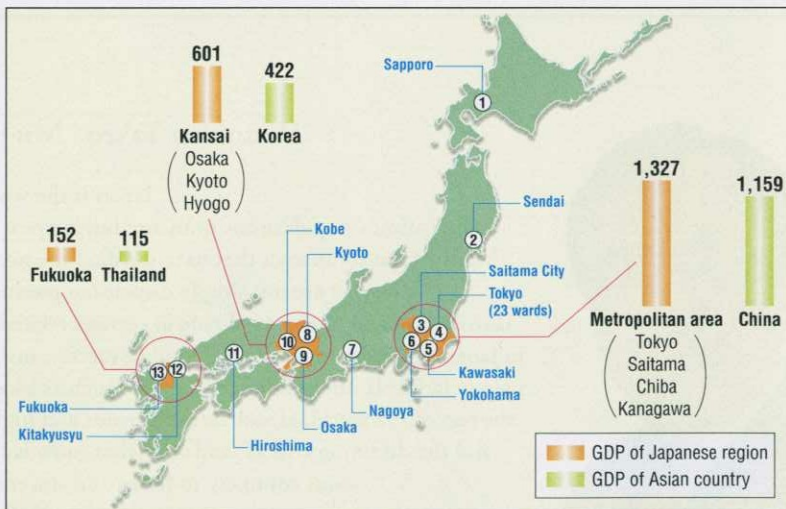 601
Kansai
(Osaka
Kyoto
Hyogo)
422
Korea
152
Fukuoka
115
Thailand
1,327
Metropolitan area
(Tokyo
Saitama
Chiba
Kanagawa)
1,159
China
Sapporo
1
Sendai
2
Saitama City
3
Tokyo
(23 wards)
4
Kawasaki
5
Yokohama
6
Nagoya
7
Kobe
Kyoto
8
10
9
Osaka
11
Hiroshima
13
12
Fukuoka
Kitakyusyu
GDP of Japanese region
GDP of Asian country